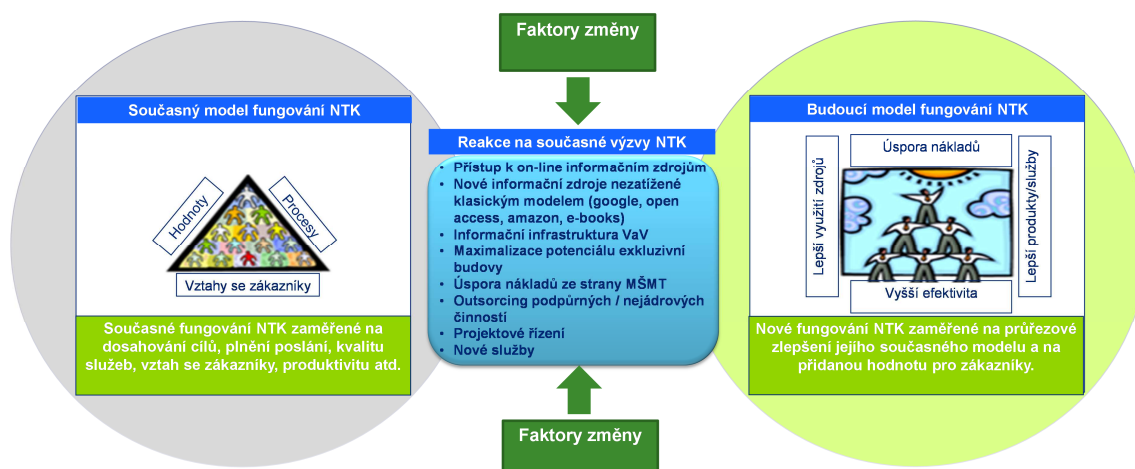 Faktory změny
Současný model fungování NTK
Hodnoty
Procesy
Vztahy se zákazníky
Současné fungování NTK zaměřené na
dosahování cílů, plnění poslání, kvalitu
služeb, vztah se zákazníky, produktivitu atd.
Reakce na současné výzvy NTK
• Přístup k on-line informačním zdrojům
• Nové informační zdroje nezatížené
klasickým modelem (google, open
access, amazon, e-books)
• Informační infrastruktura VaV
• Maximalizace potenciálu exkluzivní
budovy
• Úspora nákladů ze strany MŠMT
• Outsorcing podpůrných / nejádrových
činností
• Projektové řízení
• Nové služby
Faktory změny
Budoucí model fungování NTK
Úspora nákladů
Lepší využití zdrojů
Lepší
produkty/služby
Vyšší efektivita
Nové fungování NTK zaměřené na průřezové
zlepšení jejího současného modelu a na
přidanou hodnotu pro zákazníky.